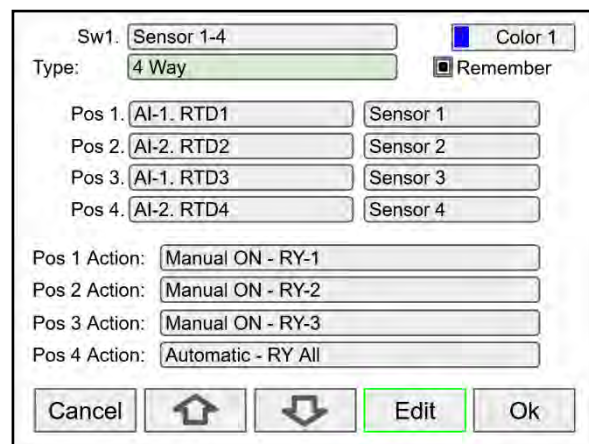 Sw1. Sensor 1-4 Color 1
Type: 4 Way Remember
Pos 1. AI-1. RTD1 Sensor 1
Pos 2. AI-2. RTD2 Sensor 2
Pos 3. AI-1. RTD3 Sensor 3
Pos 4. AI-2. RTD4 Sensor 4
Pos 1 Action: Manual ON - RY-1
Pos 2 Action: Manual ON - RY-2
Pos 3 Action: Manual ON - RY-3
Pos 4 Action: Automatic - RY All
Cancel Edit Ok